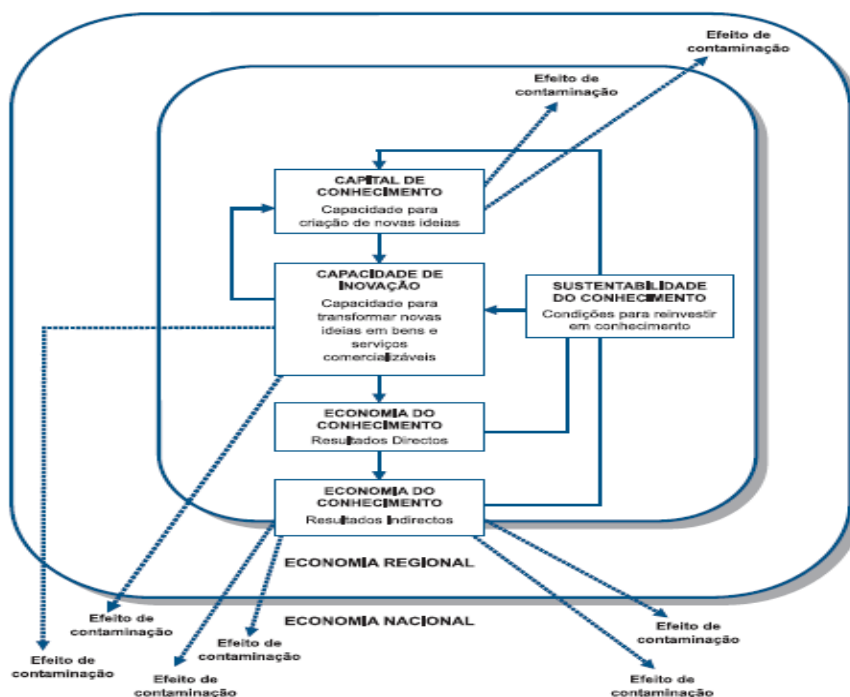 Efeito de
contaminação
Efeito de
contaminação
CAPITAL DE
CONHECIMENTO
Capacidade para
criação de novas ideias
CAPACIDADE DE
INOVAÇÃO
Capacidade para
transformar novas
ideias em bens e
serviços
comercializáveis
SUSTENTABILIDADE
DO CONHECIMENTO
Condições para reinvestir
em conhecimento
ECONOMIA DO
CONHECIMENTO
Resultados Directos
ECONOMIA DO
CONHECIMENTO
Resultados Indirectos
ECONOMIA REGIONAL
ECONOMIA NACIONAL
Efeito de
contaminação
Efeito de
contaminação
Efeito de
contaminação
Efeito de
contaminação
Efeito de
contaminação
Efeito de
contaminação